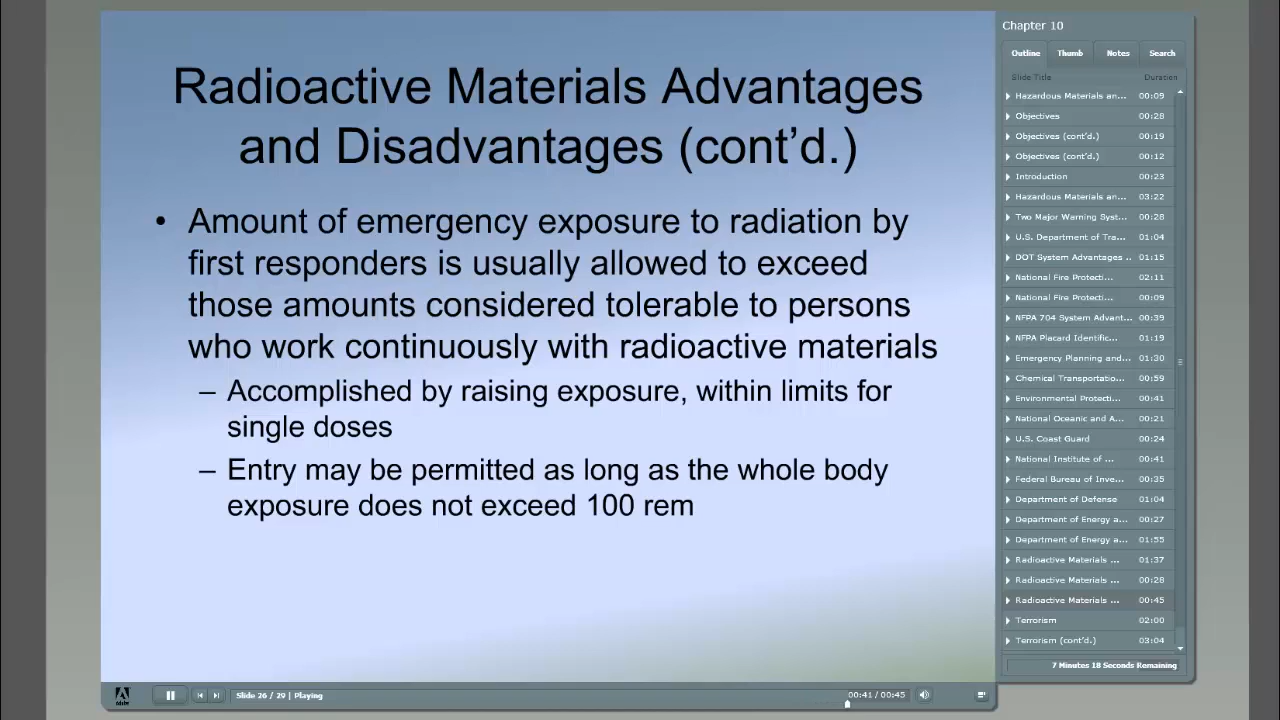 Radioactive Materials Advantages
and Disadvantages (cont'd.)
• Amount of emergency exposure to radiation by
first responders is usually allowed to exceed
those amounts considered tolerable to persons
who work continuously with radioactive materials
– Accomplished by raising exposure, within limits for
single doses
– Entry may be permitted as long as the whole body
exposure does not exceed 100 rem
Adobe
Slide 26 / 29 | Playing
00:41 / 00:45
Chapter 10
Outline Thumb Notes Search
Slide Title Duration
Hazardous Materials an... 00:09
Objectives 00:28
Objectives (cont'd.) 00:19
Objectives (cont'd.) 00:12
Introduction 00:23
Hazardous Materials an... 03:22
Two Major Warning Syst... 00:28
U.S. Department of Tra... 01:04
DOT System Advantages .. 01:15
National Fire Protecti... 02:11
National Fire Protecti... 00:09
NFPA 704 System Advant... 00:39
NFPA Placard Identific... 01:19
Emergency Planning and... 01:30
Chemical Transportatio... 00:59
Environmental Protecti... 00:41
National Oceanic and A... 00:21
U.S. Coast Guard 00:24
National Institute of ... 00:41
Federal Bureau of Inve... 00:35
Department of Defense 01:04
Department of Energy a... 00:27
Department of Energy a... 01:55
Radioactive Materials ... 01:37
Radioactive Materials ... 00:28
Radioactive Materials ... 00:45
Terrorism 02:00
Terrorism (cont'd.) 03:04
7 Minutes 18 Seconds Remaining